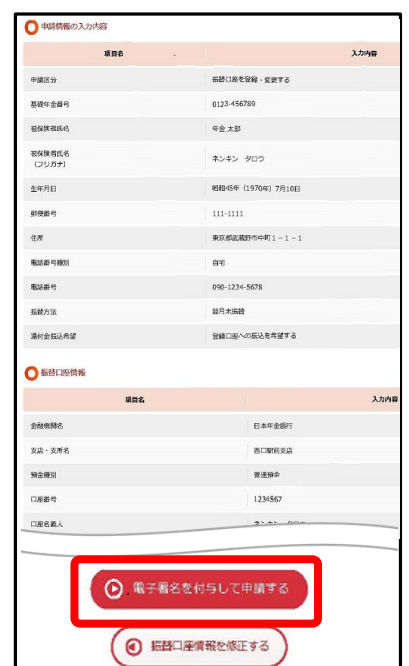 申請情報の入力内容
項目名 入力内容
申請区分 振替口座を登録・変更する
基礎年金番号 0123-456789
被保険者氏名 年金 太郎
被保険者氏名 ネンキン タロウ
(フリガナ)
生年月日 昭和45年(1970年)7月10日
郵便番号 111-1111
住所 東京都武蔵野市中町1-1-1
電話番号種別 自宅
電話番号 090-1234-5678
振替方法 翌月末振替
還付金振込希望 登録口座への振込を希望する
振替口座情報
項目名 入力内容
金融機関名 日本年金銀行
支店・支所名 西口駅前支店
預金種別 普通預金
口座番号 1234567
口座名義人 ネンキン タロウ
電子署名を付与して申請する
振替口座情報を修正する